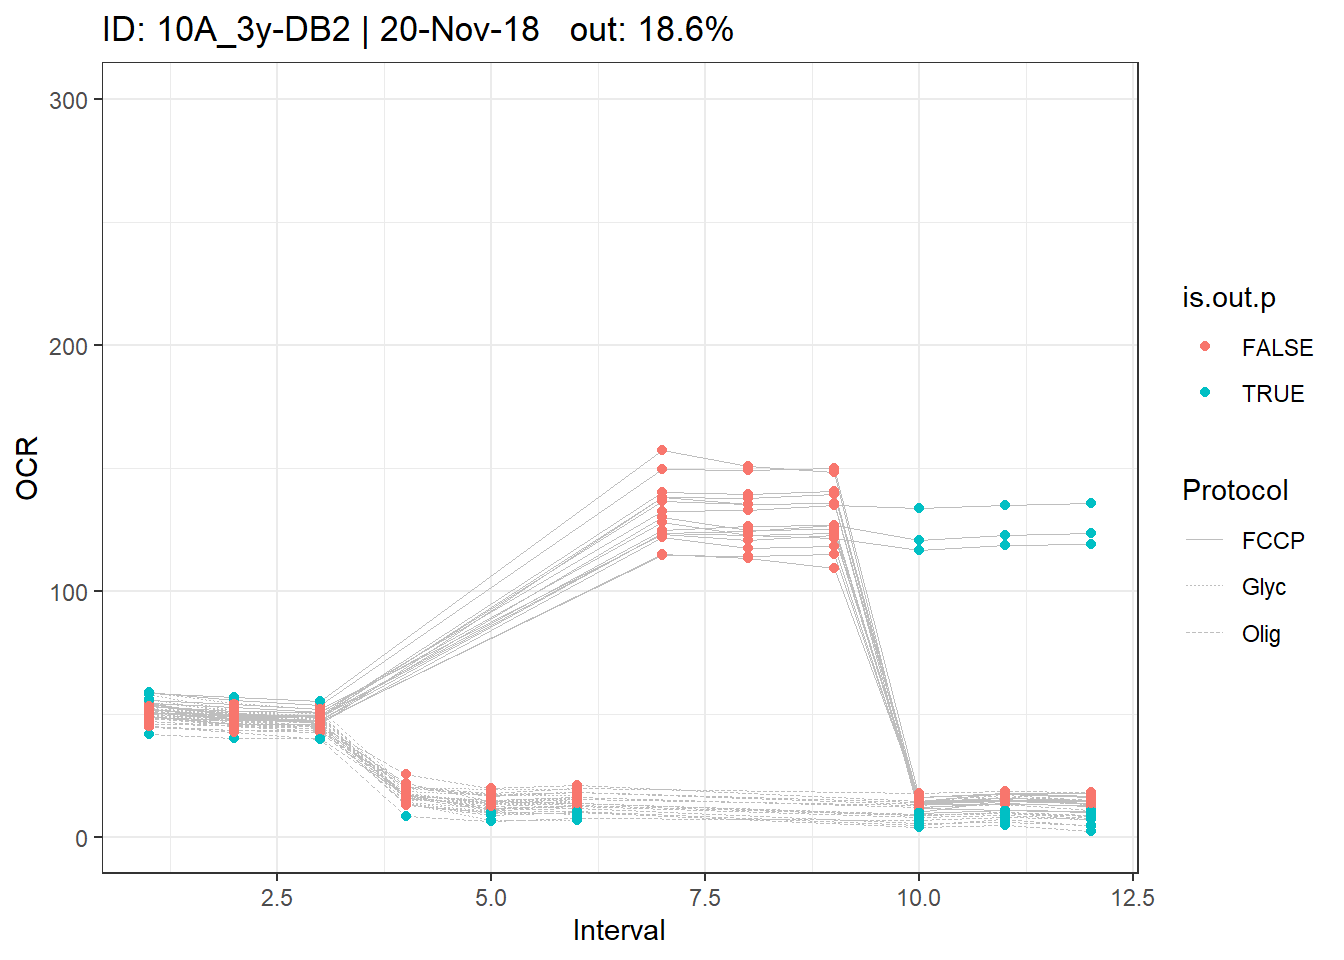 ID: 10A_3y-DB2 | 20-Nov-18   out: 18.6%
300
200
100
0
OCR
2.5
5.0
7.5
10.0
12.5
Interval
is.out.p
FALSE
TRUE
Protocol
FCCP
Glyc
Olig